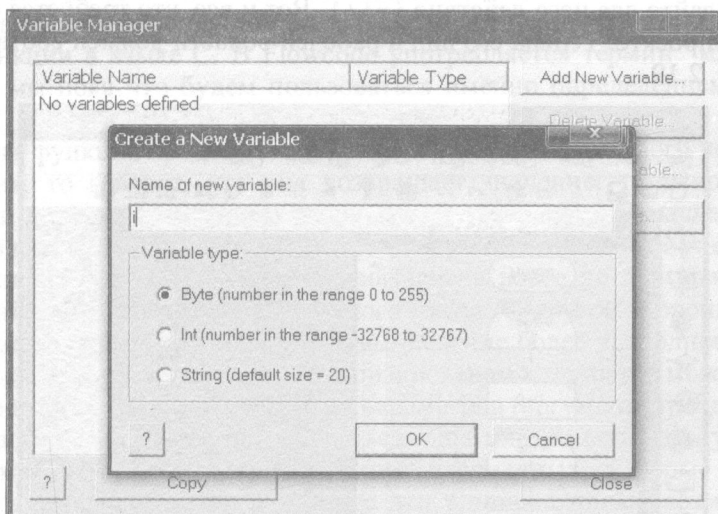 Variable Manager
Variable Name
Variable Type
Add New Variable...
No variables defined
Delete Variable...
Create a New Variable
Name of new variable:
i
Variable type:
Byte (number in the range 0 to 255)
Int (number in the range -32768 to 32767)
String (default size = 20)
?
OK
Cancel
?
Copy
Close